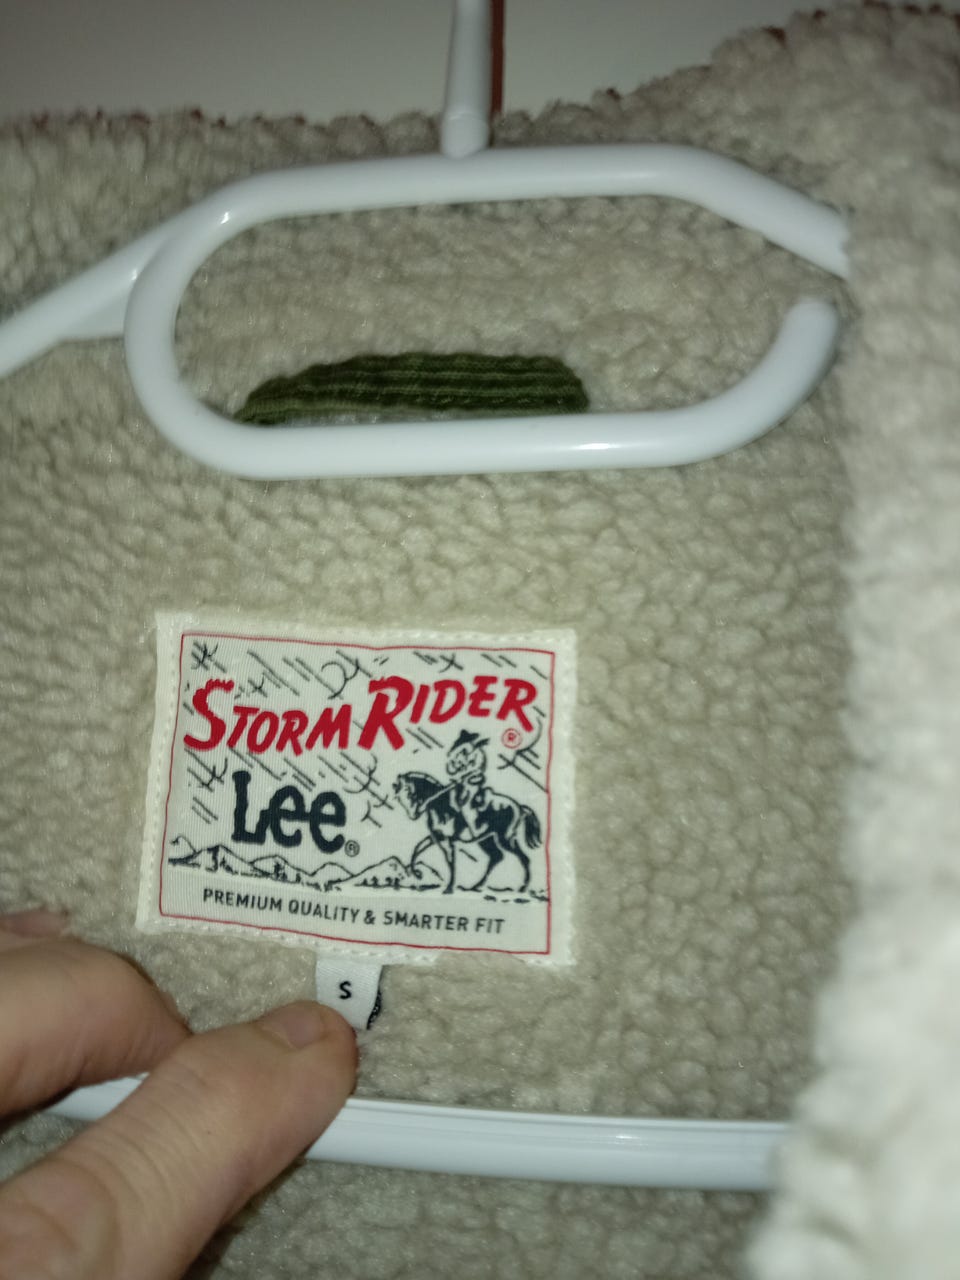 STORM RIDER ®
Lee ®
PREMIUM QUALITY & SMARTER FIT
S